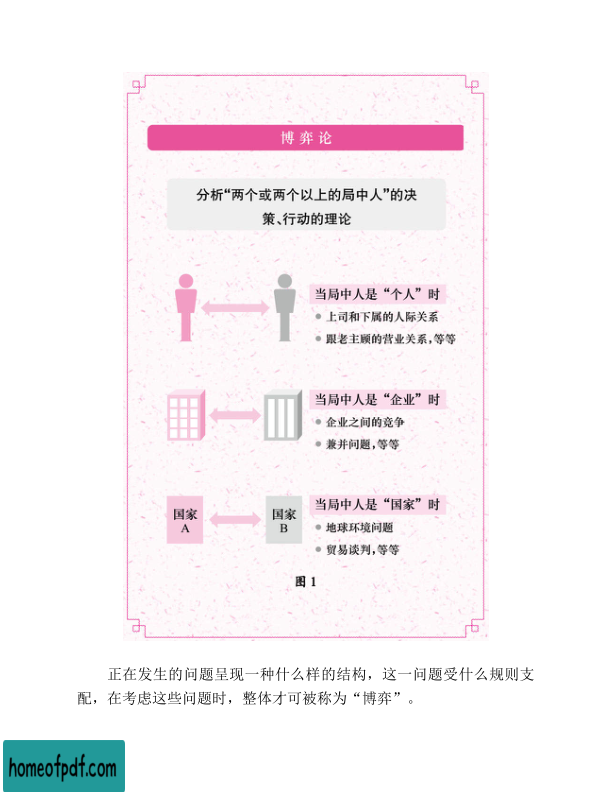 博弈论
分析“两个或两个以上的局中人”的决
策、行动的理论
当局中人是“个人”时
● 上司和下属的人际关系
● 跟老主顾的营业关系，等等
当局中人是“企业”时
● 企业之间的竞争
● 兼并问题，等等
国家
A
国家
B
当局中人是“国家”时
● 地球环境问题
● 贸易谈判，等等
图 1
正在发生的问题呈现一种什么样的结构，这一问题受什么规则支
配，在考虑这些问题时，整体才可被称为“博弈”。
homeofpdf.com